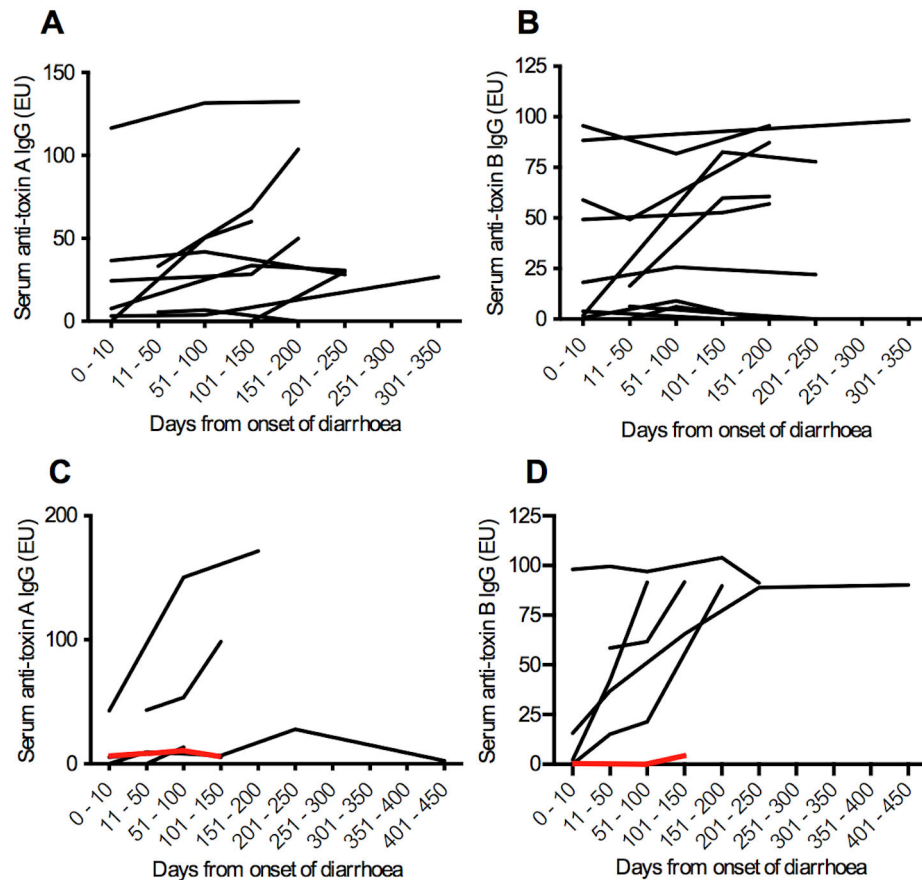 A
Serum anti-toxin A IgG (EU)
150
100
50
0
0 - 10
11 - 50
51 - 100
101 - 150
151 - 200
201 - 250
251 - 300
301 - 350
Days from onset of diarrhoea
B
Serum anti-toxin B IgG (EU)
125
100
75
50
25
0
0 - 10
11 - 50
51 - 100
101 - 150
151 - 200
201 - 250
251 - 300
301 - 350
Days from onset of diarrhoea
C
Serum anti-toxin A IgG (EU)
200
100
0
0 - 10
11 - 50
51 - 100
101 - 150
151 - 200
201 - 250
251 - 300
301 - 350
351 - 400
401 - 450
Days from onset of diarrhoea
D
Serum anti-toxin B IgG (EU)
125
100
75
50
25
0
0 - 10
11 - 50
51 - 100
101 - 150
151 - 200
201 - 250
251 - 300
301 - 350
351 - 400
401 - 450
Days from onset of diarrhoea